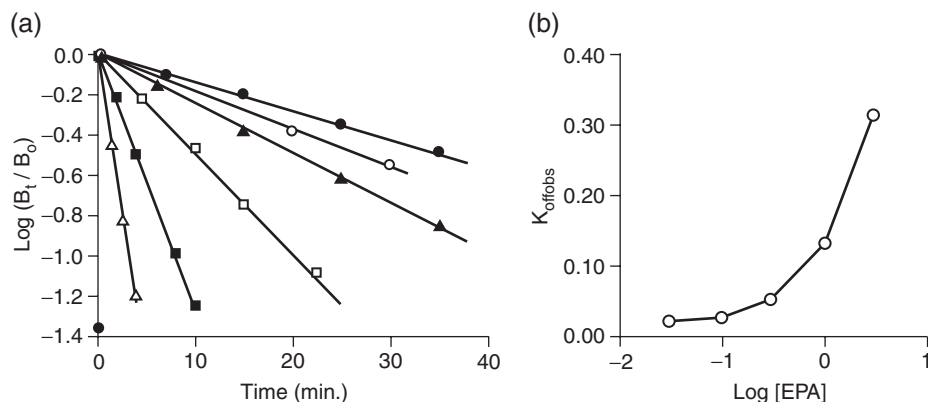 (a)
0.0
−0.2
−0.4
−0.6
−0.8
−1.0
−1.2
−1.4
Log (Bt / Bo)
0 10 20 30 40
Time (min.)
(b)
0.40
0.30
0.20
0.10
0.00
Koffobs
−2 −1 0 1
Log [EPA]